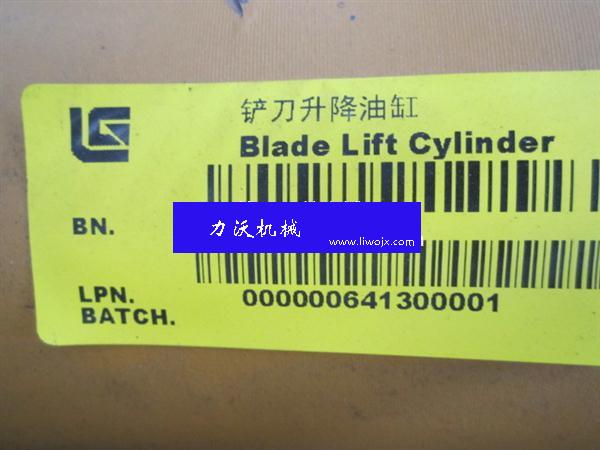 LG
铲刀升降油缸
Blade Lift Cylinder
BN.
力沃机械
www.liwojx.com
LPN.
BATCH.
000000641300001